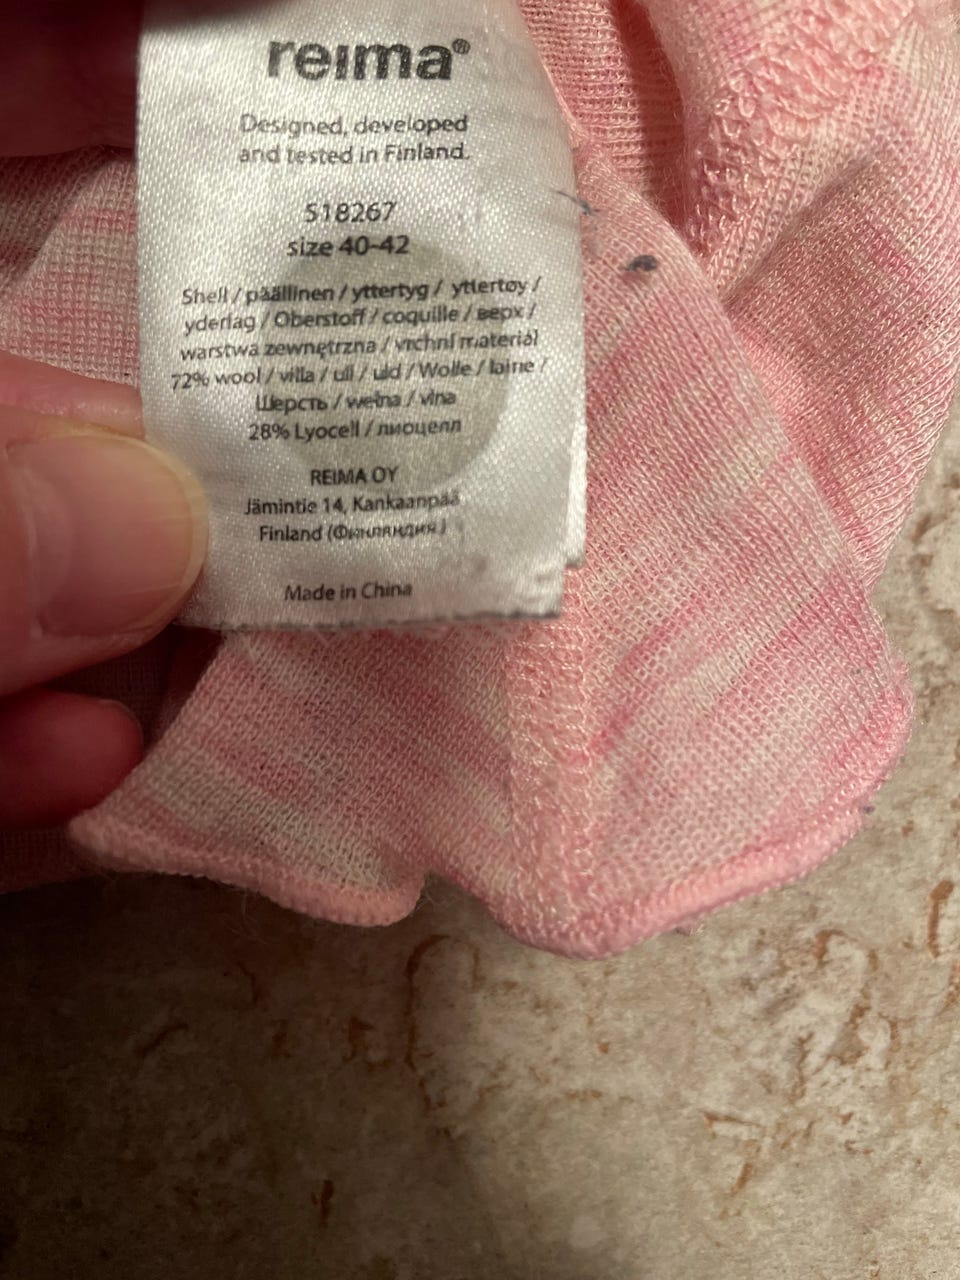 reima®
Designed, developed
and tested in Finland.
518267
size 40-42
Shell / päällinen / yttertyg / yttertøy /
yderlag / Oberstoff / coquille / верх /
warstwa zewnętrzna / vrchní materiál
72% wool / villa / ull / uld / Wolle / laine /
Шерсть / wełna / vlna
28% Lyocell / лиоцелл
REIMA OY
Jämintie 14, Kankaanpää
Finland (Финляндия)
Made in China